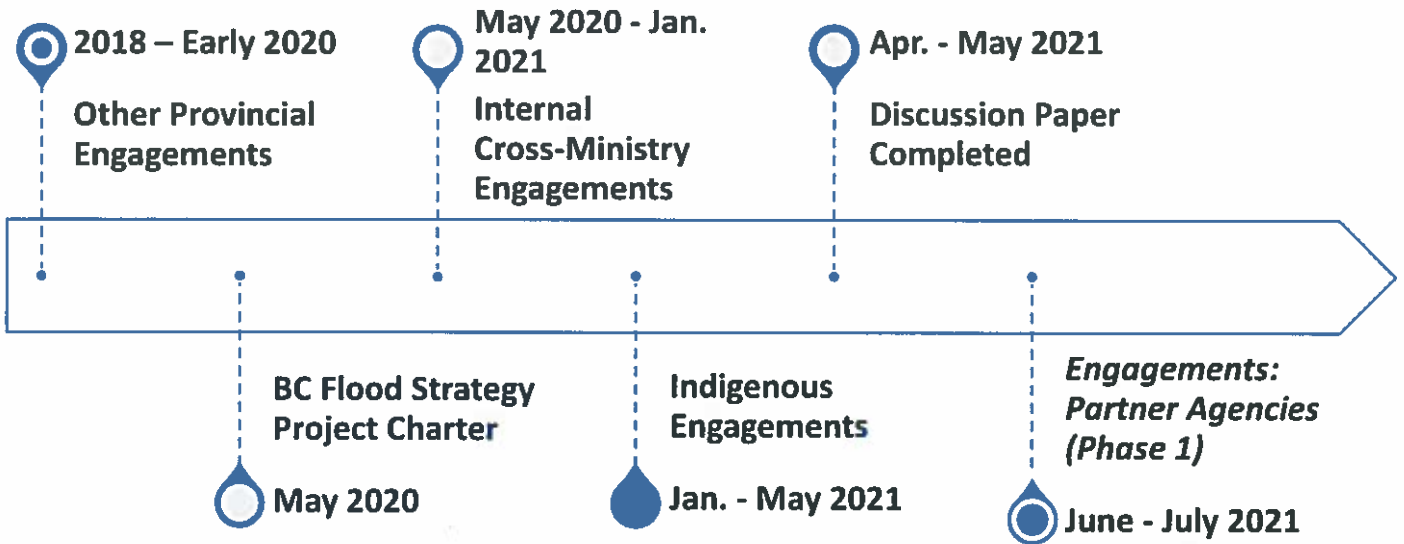 2018 – Early 2020
Other Provincial
Engagements
May 2020 - Jan.
2021
Internal
Cross-Ministry
Engagements
Apr. - May 2021
Discussion Paper
Completed
BC Flood Strategy
Project Charter
May 2020
Indigenous
Engagements
Jan. - May 2021
Engagements:
Partner Agencies
(Phase 1)
June - July 2021